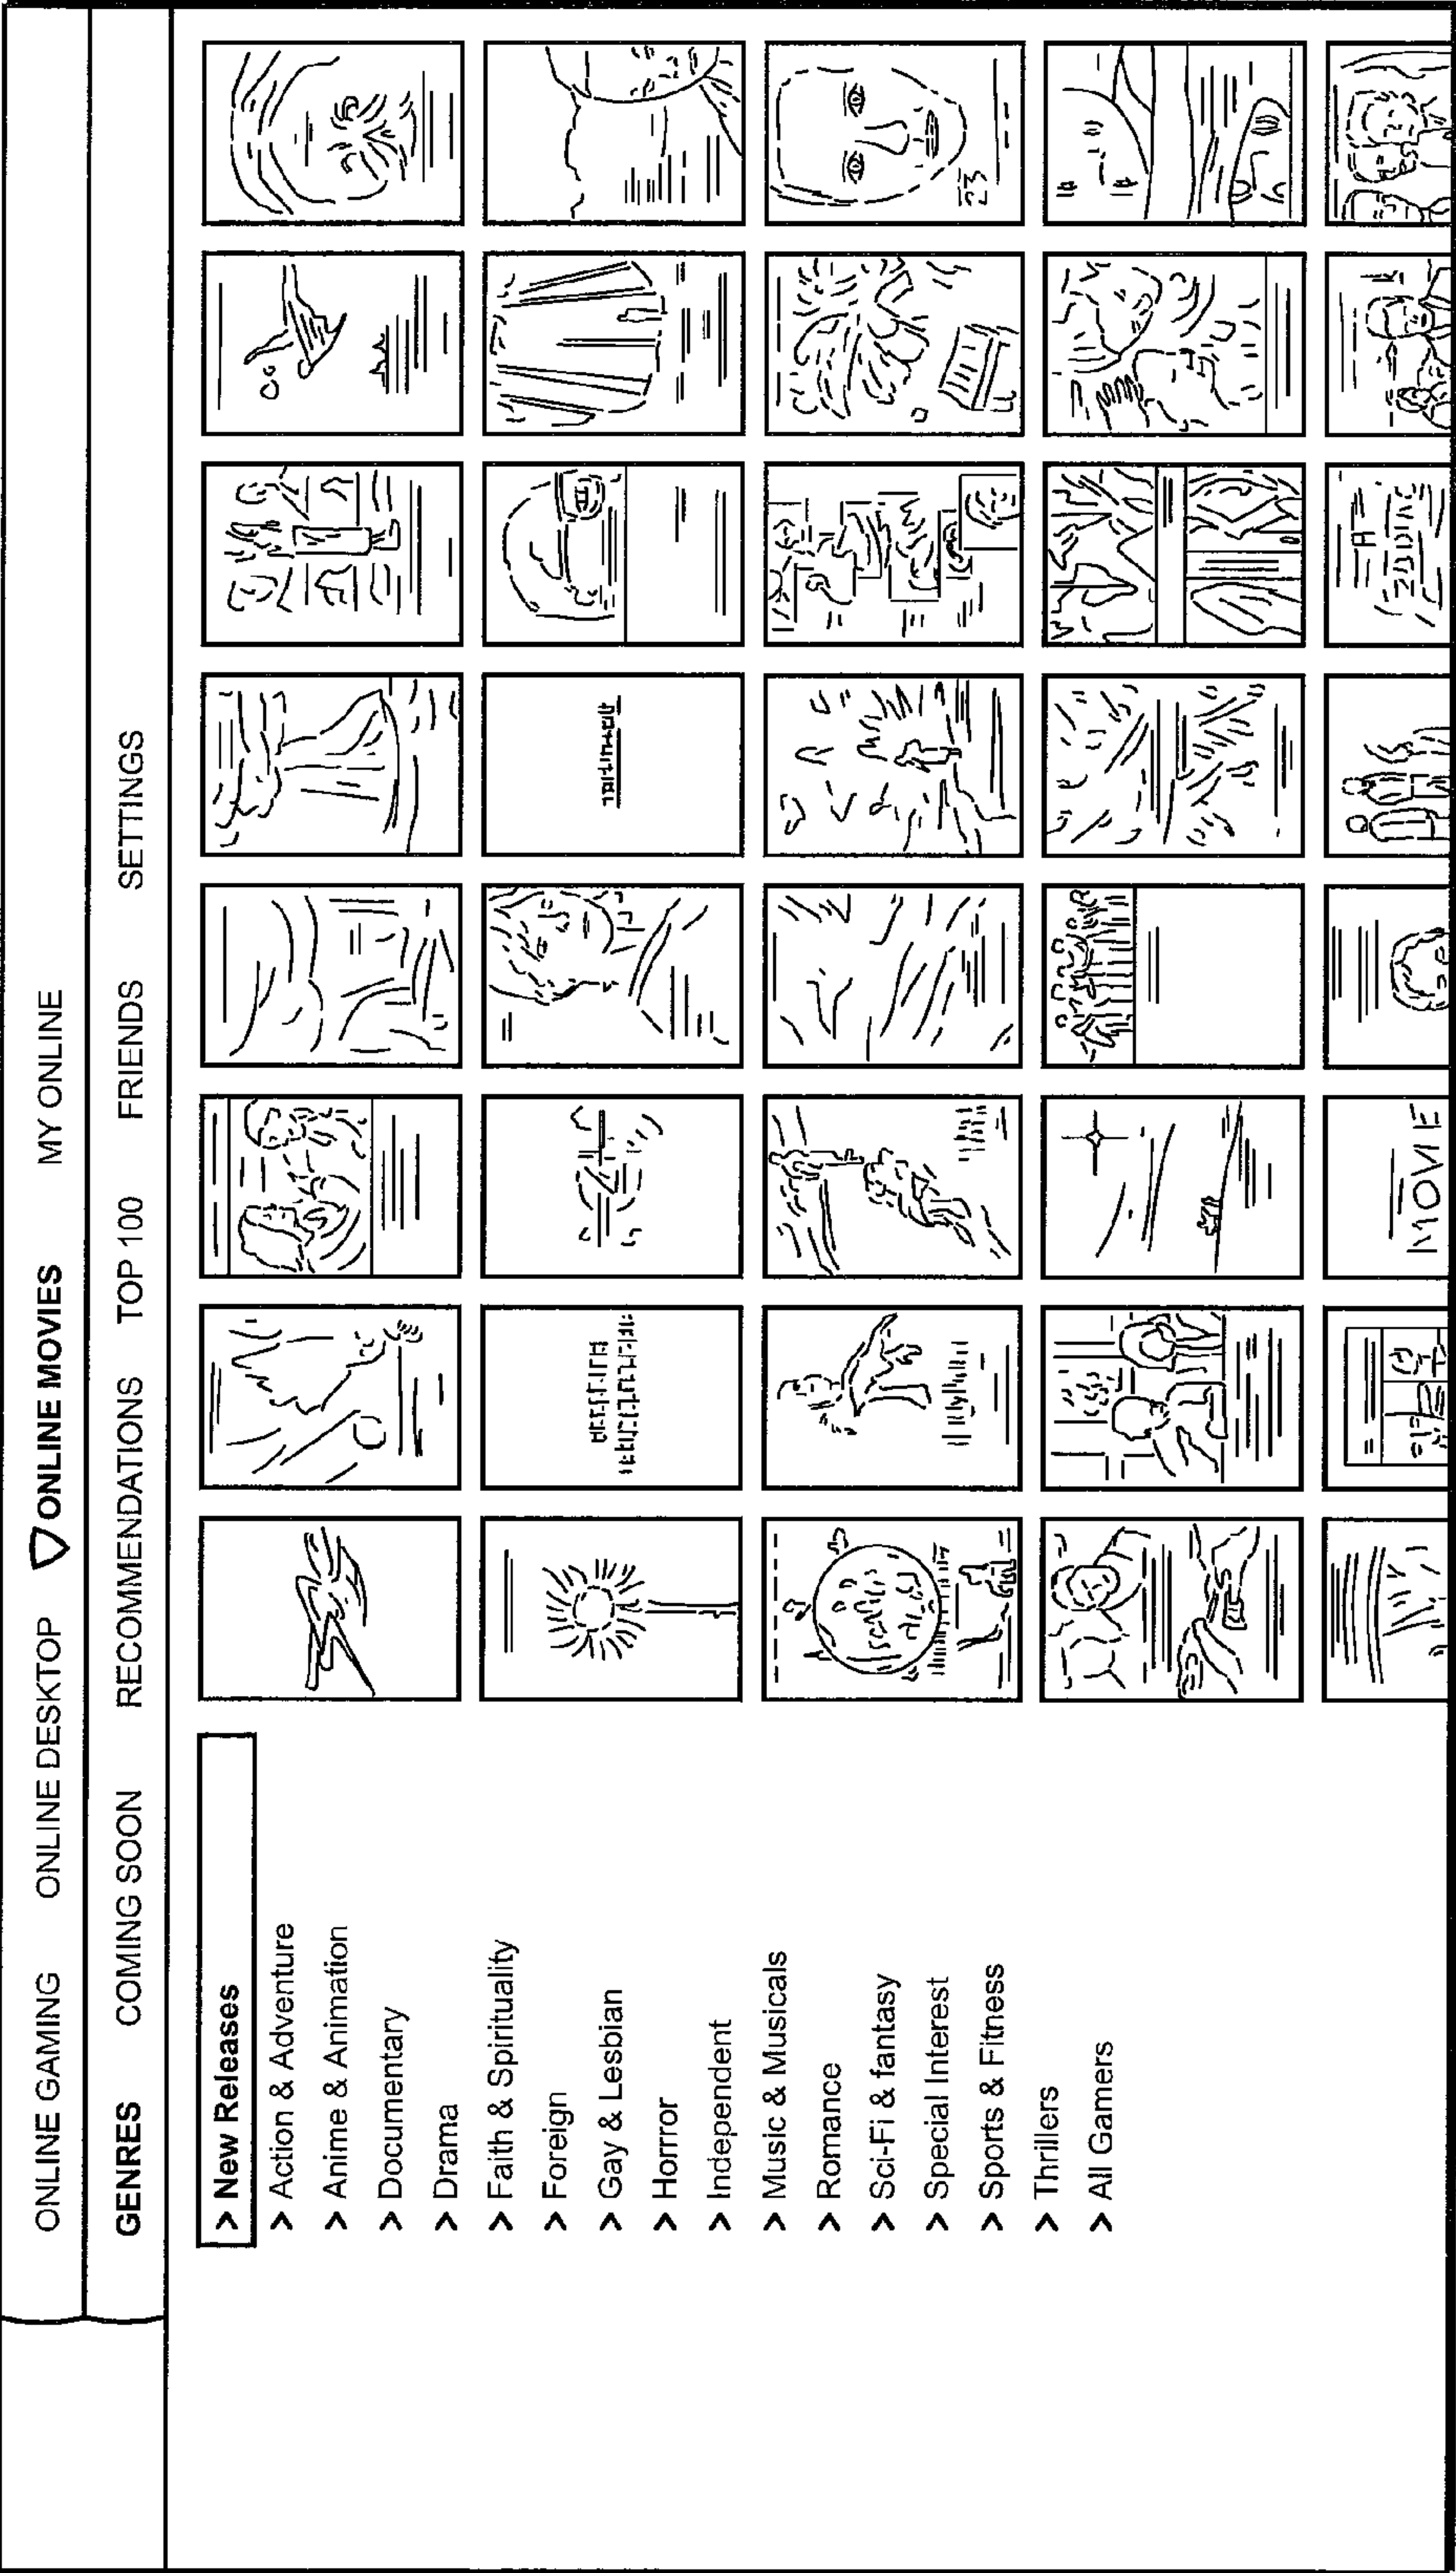 ONLINE GAMING ONLINE DESKTOP ONLINE MOVIES MY ONLINE
GENRES COMING SOON RECOMMENDATIONS TOP 100 FRIENDS SETTINGS
> New Releases
> Action & Adventure
> Anime & Animation
> Documentary
> Drama
> Faith & Spirituality
> Foreign
> Gay & Lesbian
> Horrror
> Independent
> Music & Musicals
> Romance
> Sci-Fi & fantasy
> Special Interest
> Sports & Fitness
> Thrillers
> All Gamers
23
MOVIE